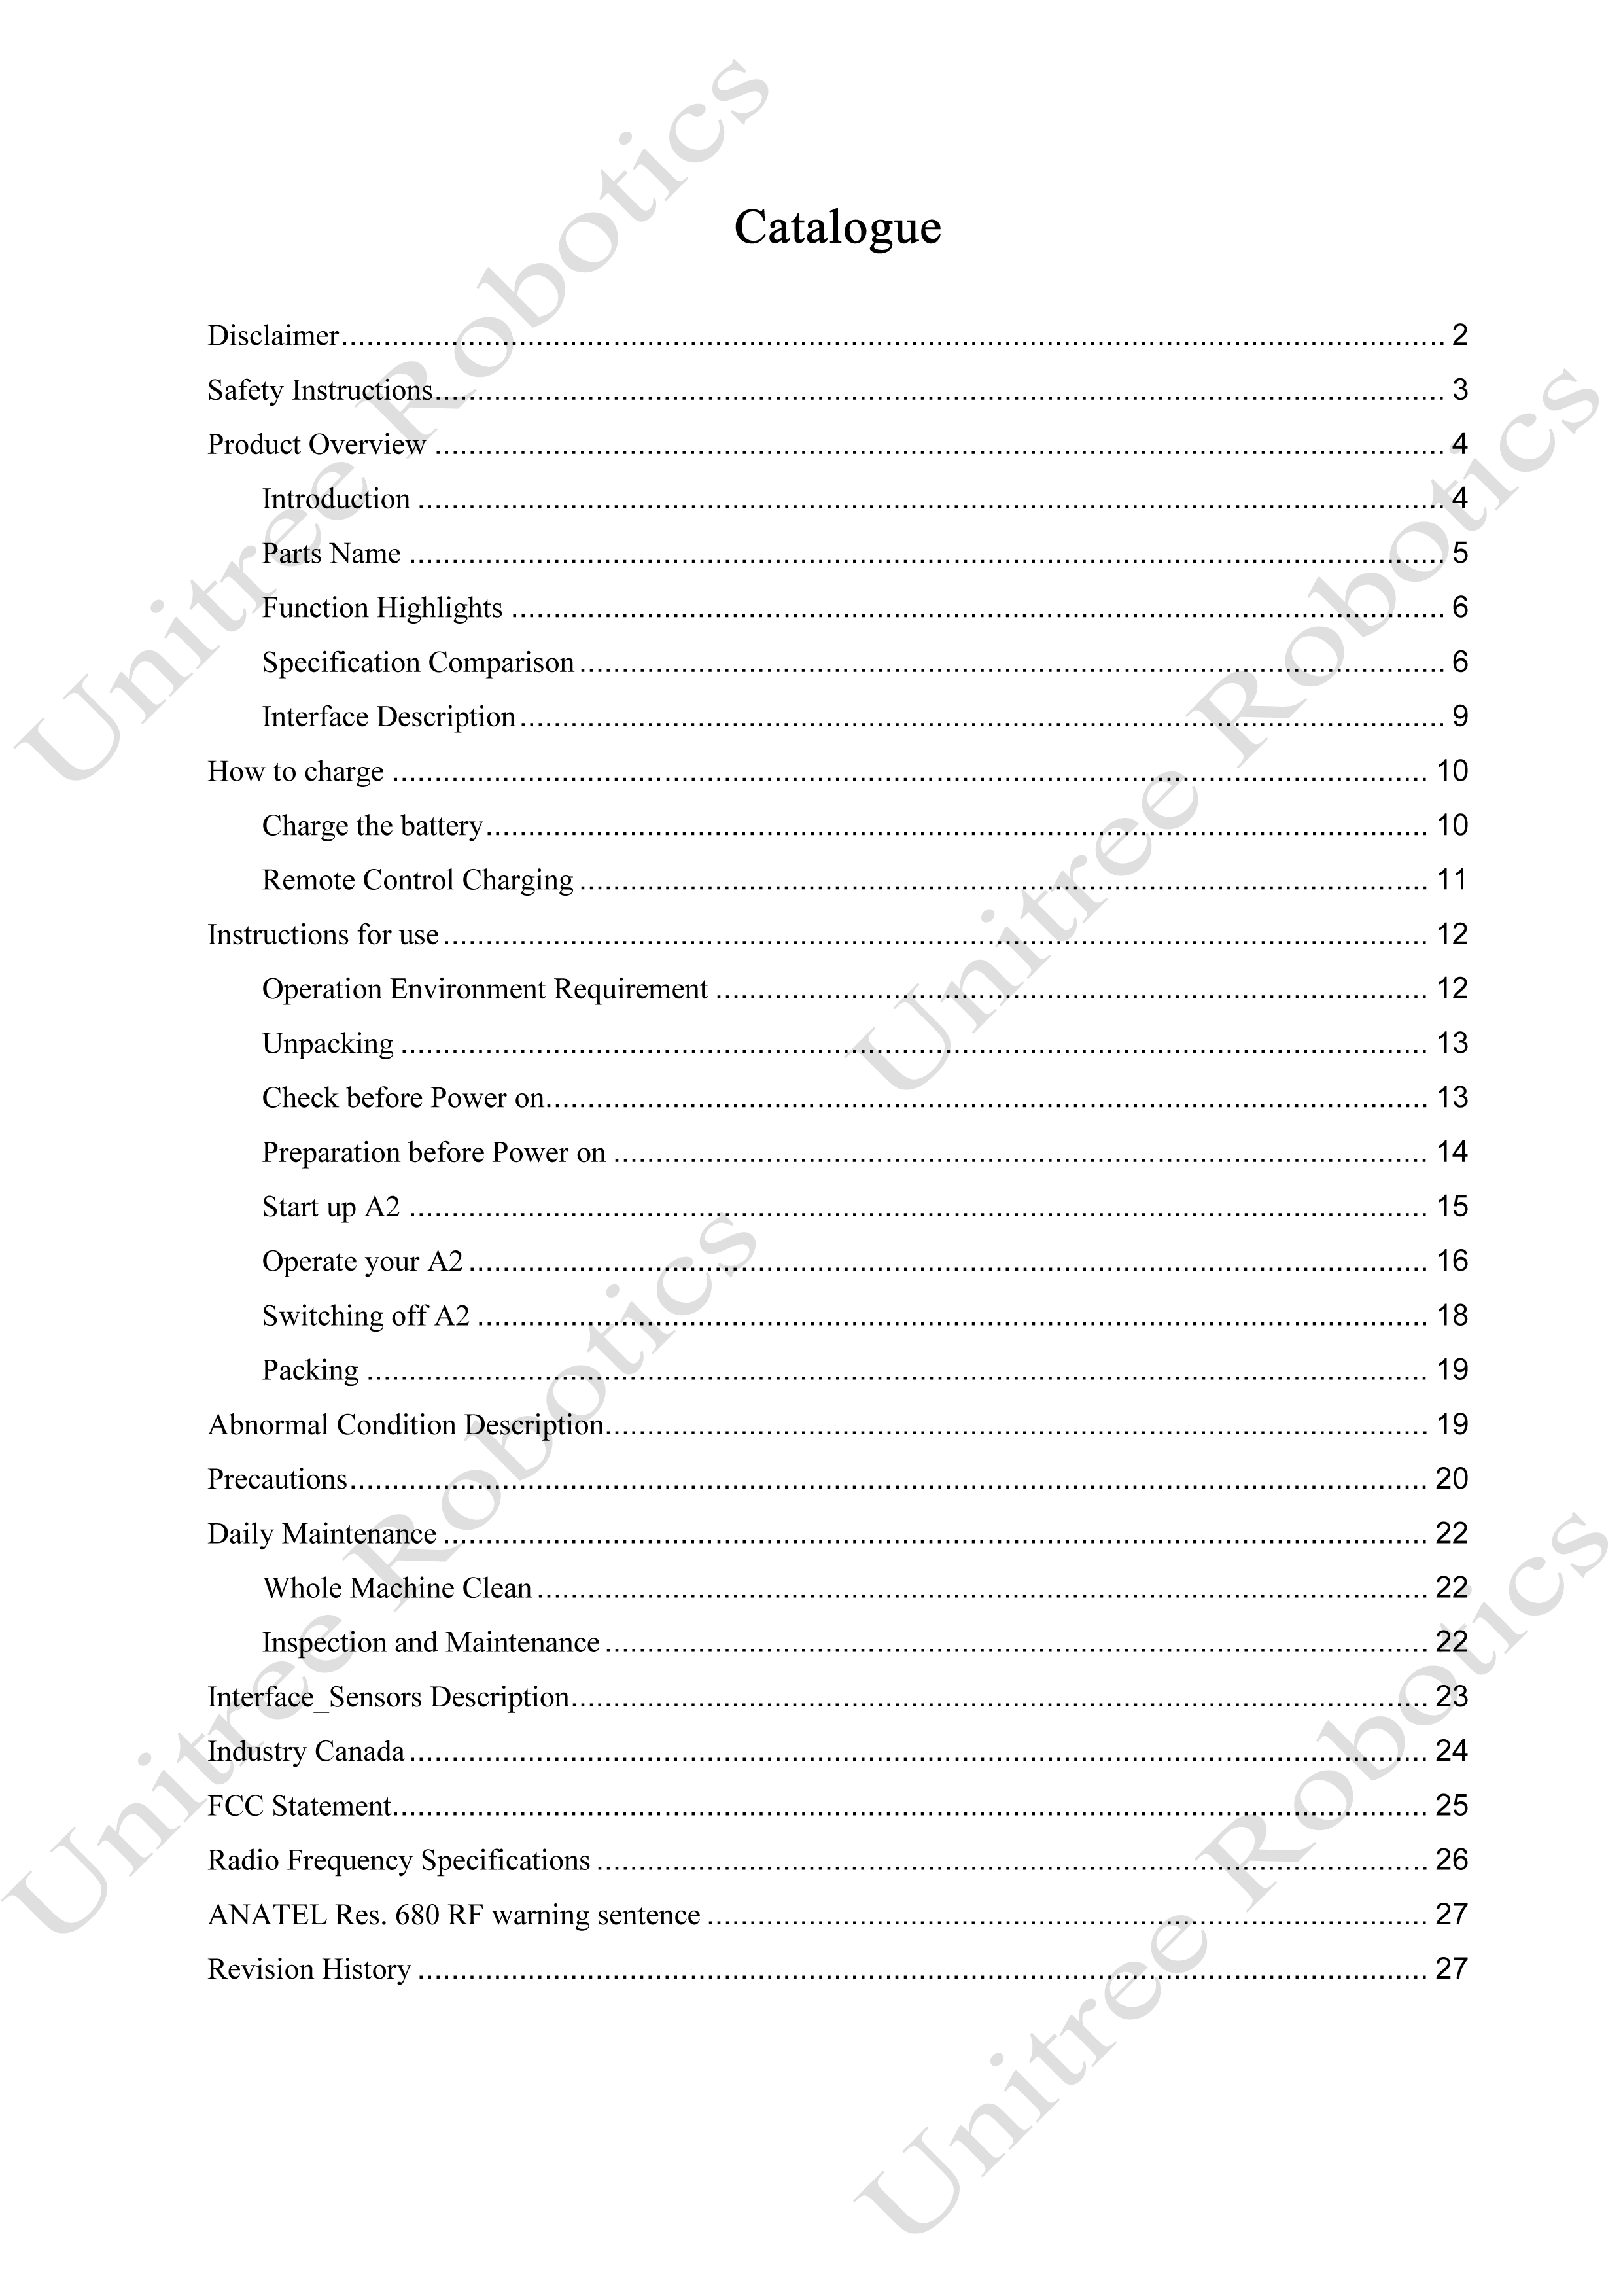 Catalogue
Disclaimer 2
Safety Instructions 3
Product Overview 4
Introduction 4
Parts Name 5
Function Highlights 6
Specification Comparison 6
Interface Description 9
How to charge 10
Charge the battery 10
Remote Control Charging 11
Instructions for use 12
Operation Environment Requirement 12
Unpacking 13
Check before Power on 13
Preparation before Power on 14
Start up A2 15
Operate your A2 16
Switching off A2 18
Packing 19
Abnormal Condition Description 19
Precautions 20
Daily Maintenance 22
Whole Machine Clean 22
Inspection and Maintenance 22
Interface_Sensors Description 23
Industry Canada 24
FCC Statement 25
Radio Frequency Specifications 26
ANATEL Res. 680 RF warning sentence 27
Revision History 27
Unitree Robotics
Unitree Robotics
Unitree Robotics
Unitree Robotics